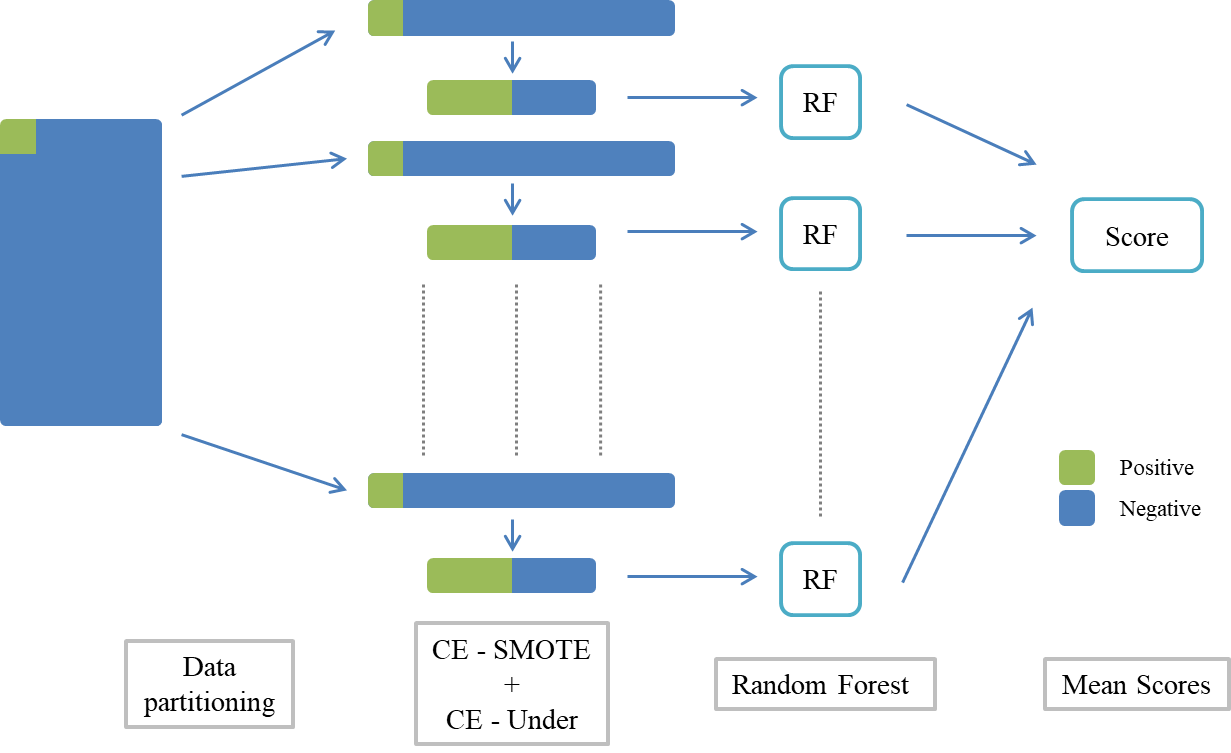 RF
RF
Score
Positive
Negative
RF
Data
partitioning
CE - SMOTE
+
CE - Under
Random Forest
Mean Scores